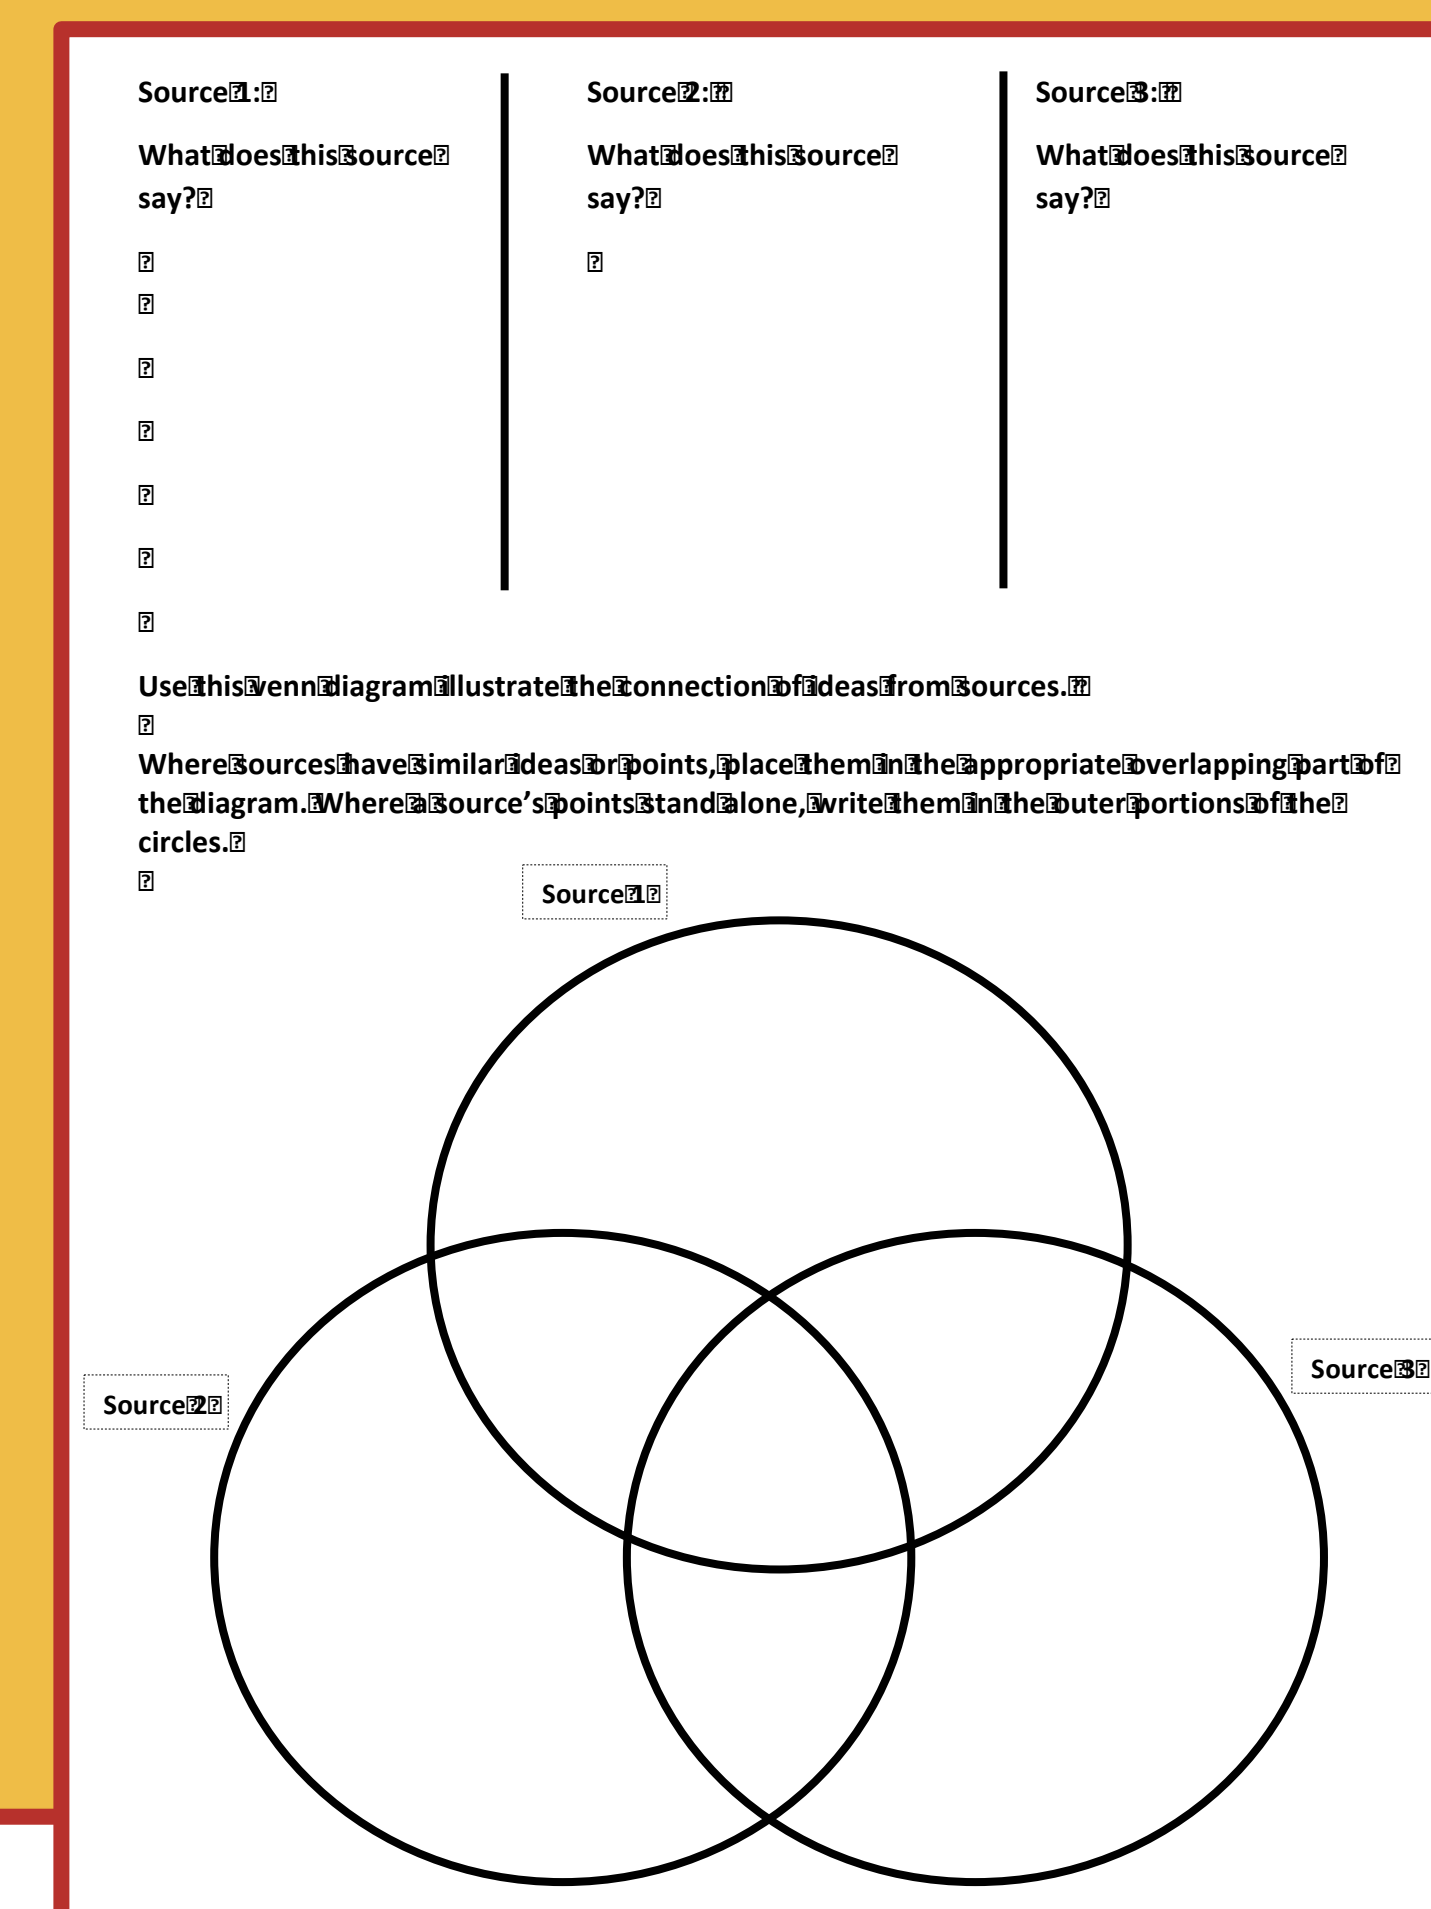 Source 1:
What does this source
say?
Source 2:
What does this source
say?
Source 3:
What does this source
say?
Use this venn diagram illustrate the connection of ideas from sources.
Where sources have similar ideas or points, place them in the appropriate overlapping part of
the diagram. Where a source's points stand alone, write them in the outer portions of the
circles.
Source 1
Source 2
Source 3